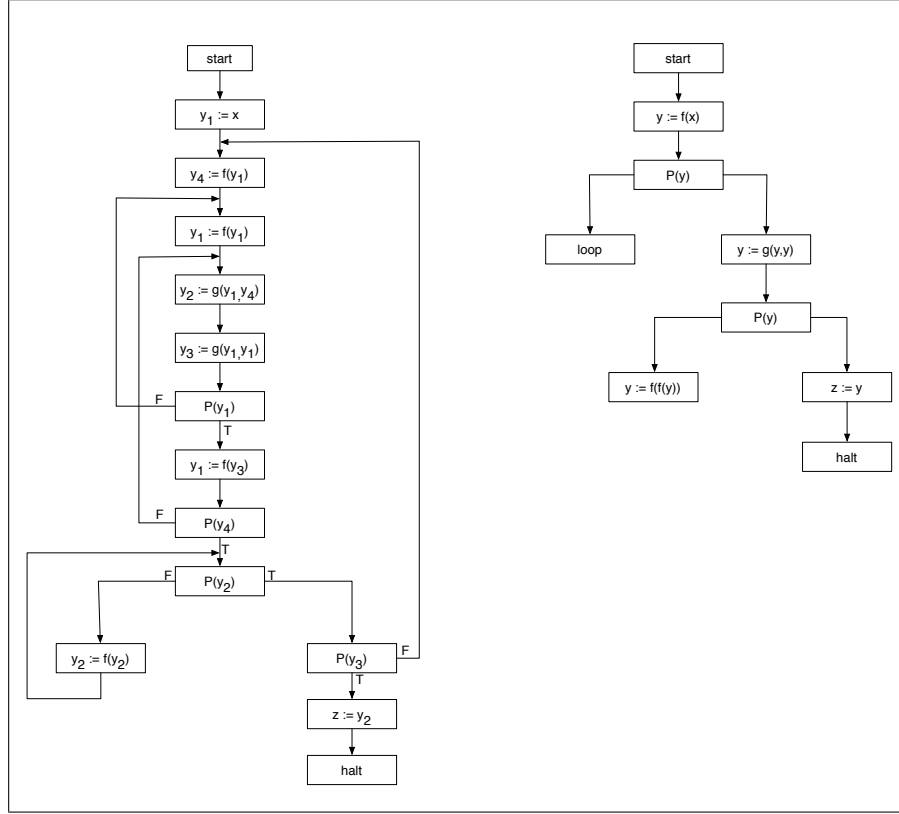 start
y1 := x
y4 := f(y1)
y1 := f(y1)
y2 := g(y1,y4)
y3 := g(y1,y1)
F
P(y1)
T
y1 := f(y3)
F
P(y4)
T
F
P(y2)
T
y2 := f(y2)
P(y3)
F
T
z := y2
halt
start
y := f(x)
P(y)
loop
y := g(y,y)
P(y)
y := f(f(y))
z := y
halt